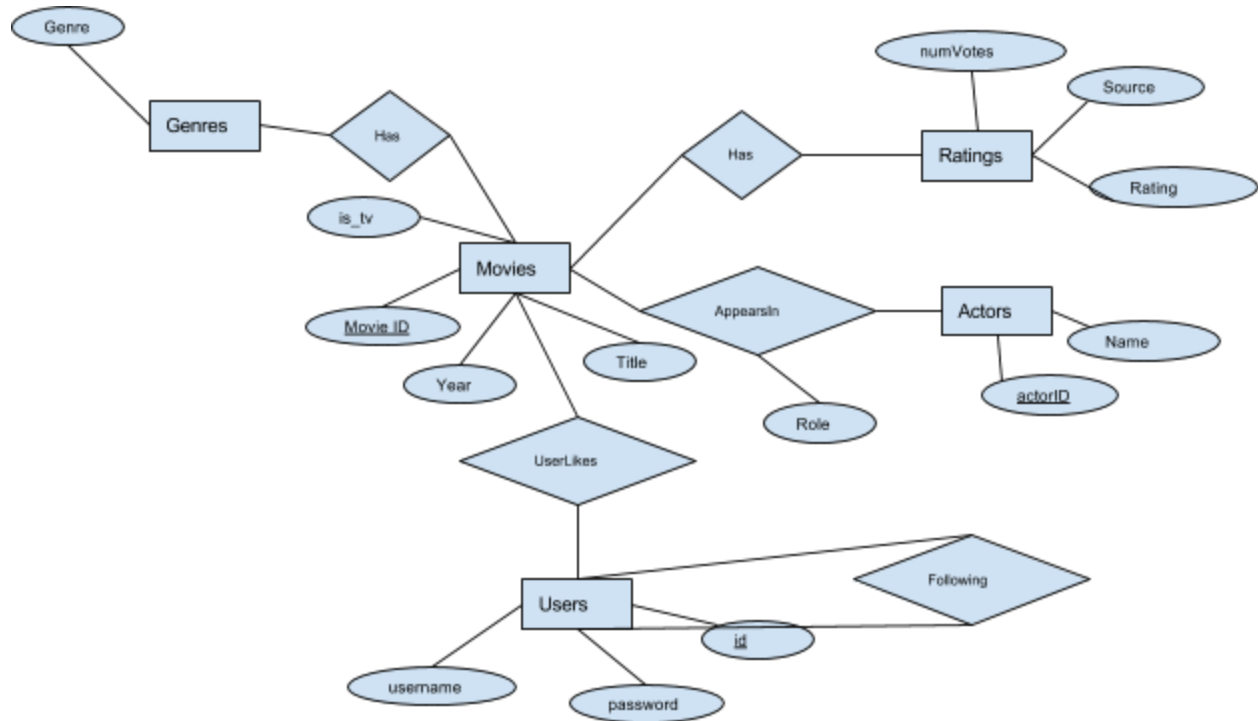 Genre
numVotes
Source
Genres
Has
Has
Ratings
Rating
is_tv
Movies
AppearsIn
Actors
Movie ID
Name
Title
Year
actorID
Role
UserLikes
Following
Users
id
username
password